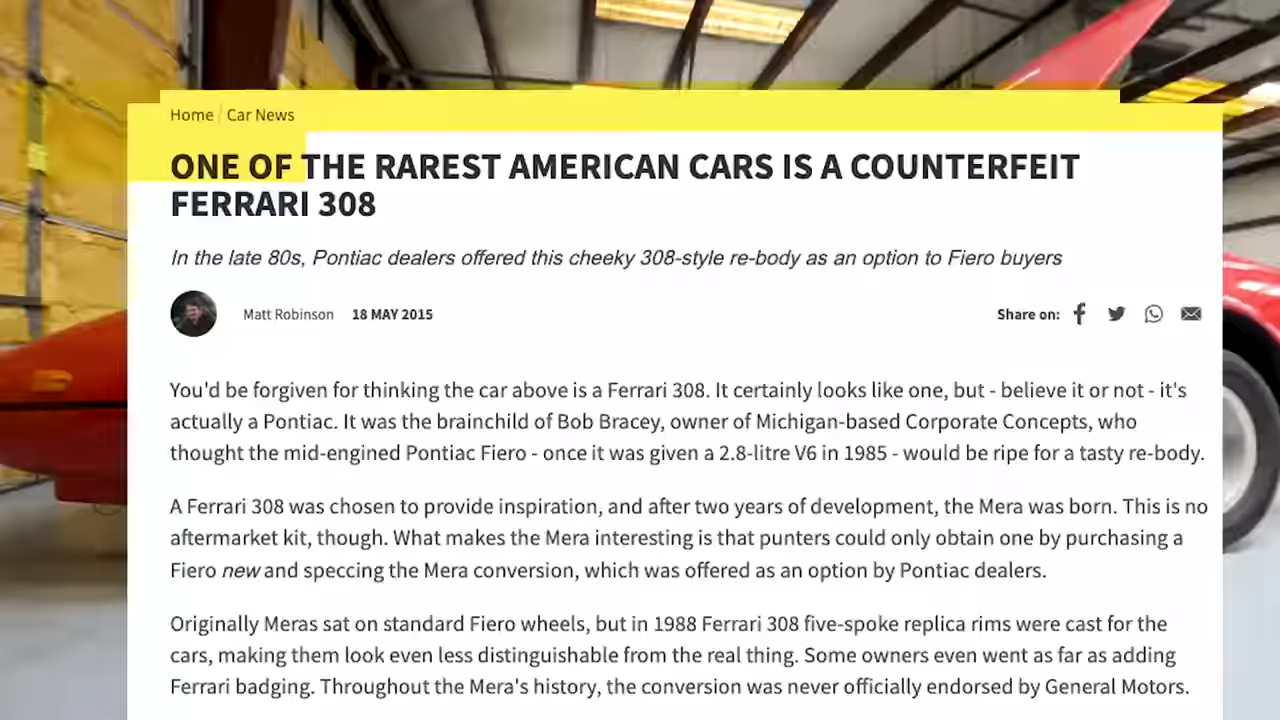 Home | Car News
ONE OF THE RAREST AMERICAN CARS IS A COUNTERFEIT
FERRARI 308
In the late 80s, Pontiac dealers offered this cheeky 308-style re-body as an option to Fiero buyers
Matt Robinson 18 MAY 2015 Share on:
You'd be forgiven for thinking the car above is a Ferrari 308. It certainly looks like one, but - believe it or not - it's
actually a Pontiac. It was the brainchild of Bob Bracey, owner of Michigan-based Corporate Concepts, who
thought the mid-engined Pontiac Fiero - once it was given a 2.8-litre V6 in 1985 - would be ripe for a tasty re-body.
A Ferrari 308 was chosen to provide inspiration, and after two years of development, the Mera was born. This is no
aftermarket kit, though. What makes the Mera interesting is that punters could only obtain one by purchasing a
Fiero new and speccing the Mera conversion, which was offered as an option by Pontiac dealers.
Originally Meras sat on standard Fiero wheels, but in 1988 Ferrari 308 five-spoke replica rims were cast for the
cars, making them look even less distinguishable from the real thing. Some owners even went as far as adding
Ferrari badging. Throughout the Mera's history, the conversion was never officially endorsed by General Motors.